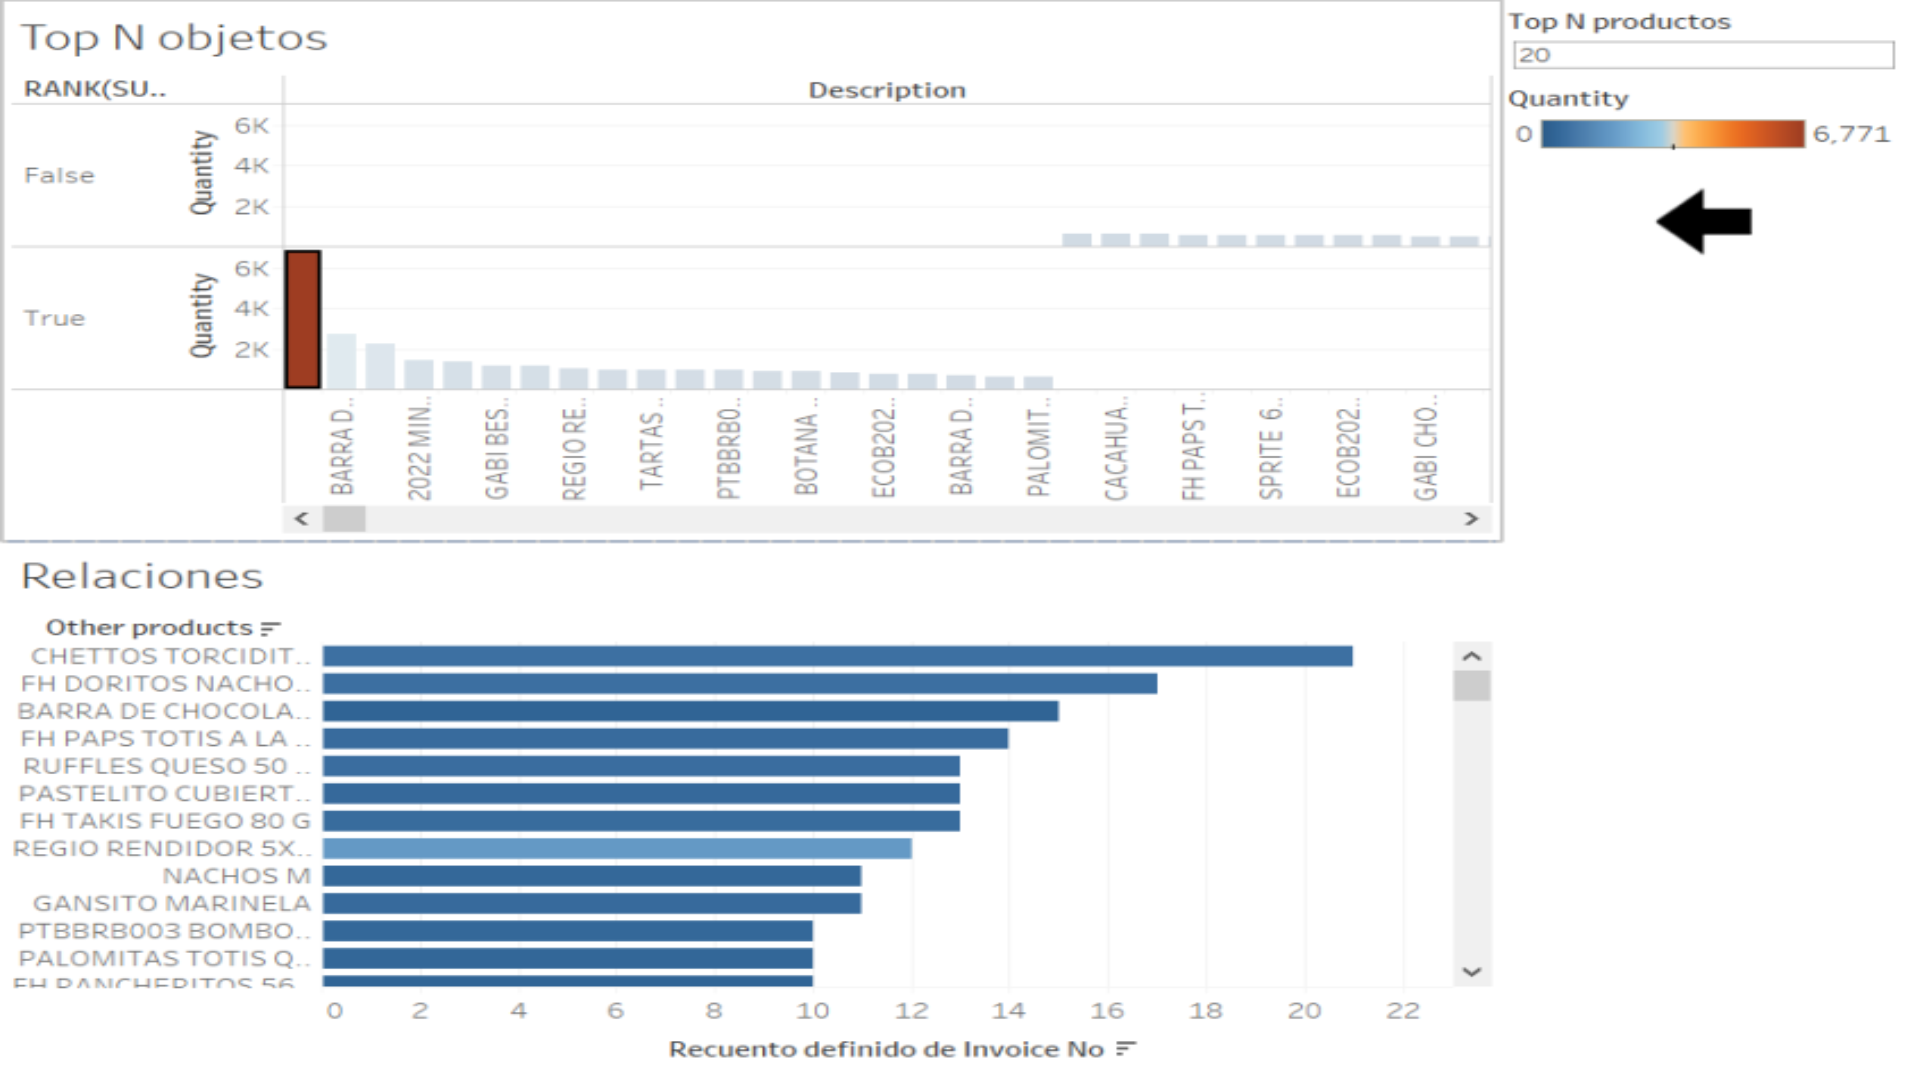 Top N objetos
RANK(SU..
Description
False
Quantity
6K
4K
2K
True
Quantity
6K
4K
2K
BARRA D..
2022 MIN..
GABI BES..
REGIO RE..
TARTAS ..
PTBBRB0..
BOTANA ..
ECOB202..
BARRA D..
PALOMIT..
CACAHUA..
FH PAPS T..
SPRITE 6..
ECOB202..
GABI CHO..
Top N productos
20
Quantity
0 6,771
Relaciones
Other products
CHETTOS TORCIDIT..
FH DORITOS NACHO..
BARRA DE CHOCOLA..
FH PAPS TOTIS A LA ..
RUFFLES QUESO 50 ..
PASTELITO CUBIERT..
FH TAKIS FUEGO 80 G
REGIO RENDIDOR 5X..
NACHOS M
GANSITO MARINELA
PTBBRB003 BOMBO..
PALOMITAS TOTIS Q..
FH RANCHERITOS 56
0 2 4 6 8 10 12 14 16 18 20 22
Recuento definido de Invoice No